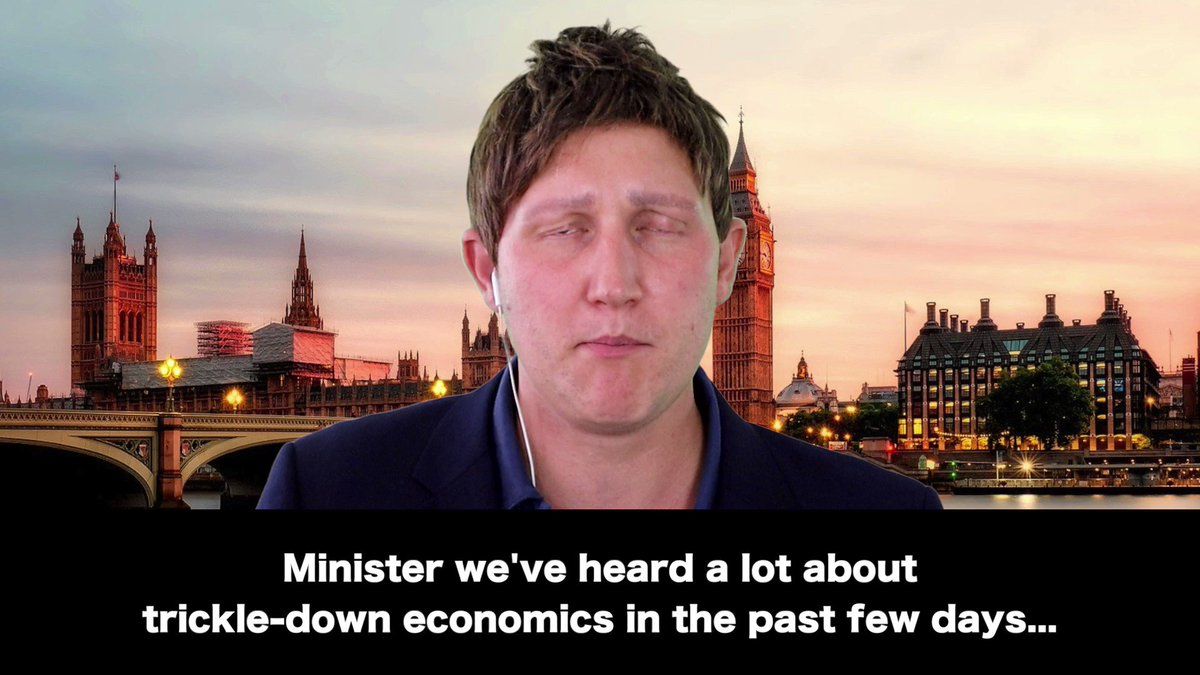 Minister we've heard a lot about
trickle-down economics in the past few days...